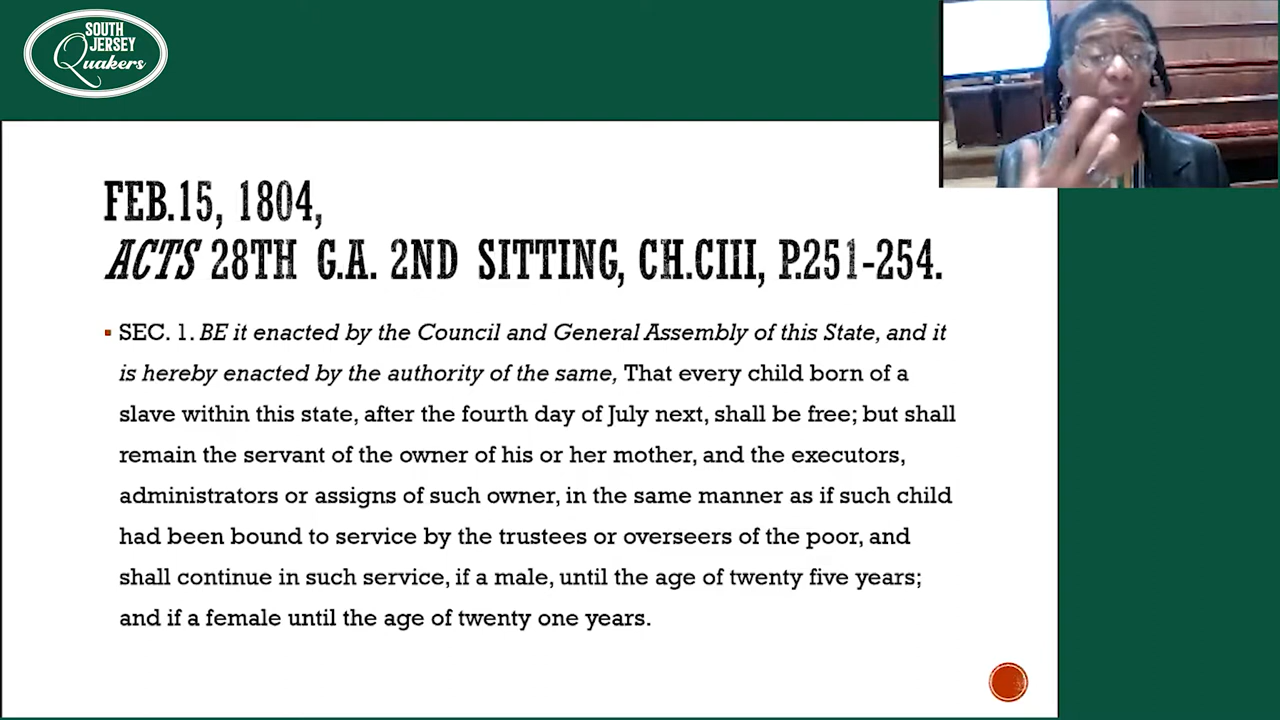 SOUTH
JERSEY
Quakers
FEB.15, 1804,
ACTS 28TH G.A. 2ND SITTING, CH.CIII, P.251-254.
▪ SEC. 1. BE it enacted by the Council and General Assembly of this State, and it
is hereby enacted by the authority of the same, That every child born of a
slave within this state, after the fourth day of July next, shall be free; but shall
remain the servant of the owner of his or her mother, and the executors,
administrators or assigns of such owner, in the same manner as if such child
had been bound to service by the trustees or overseers of the poor, and
shall continue in such service, if a male, until the age of twenty five years;
and if a female until the age of twenty one years.